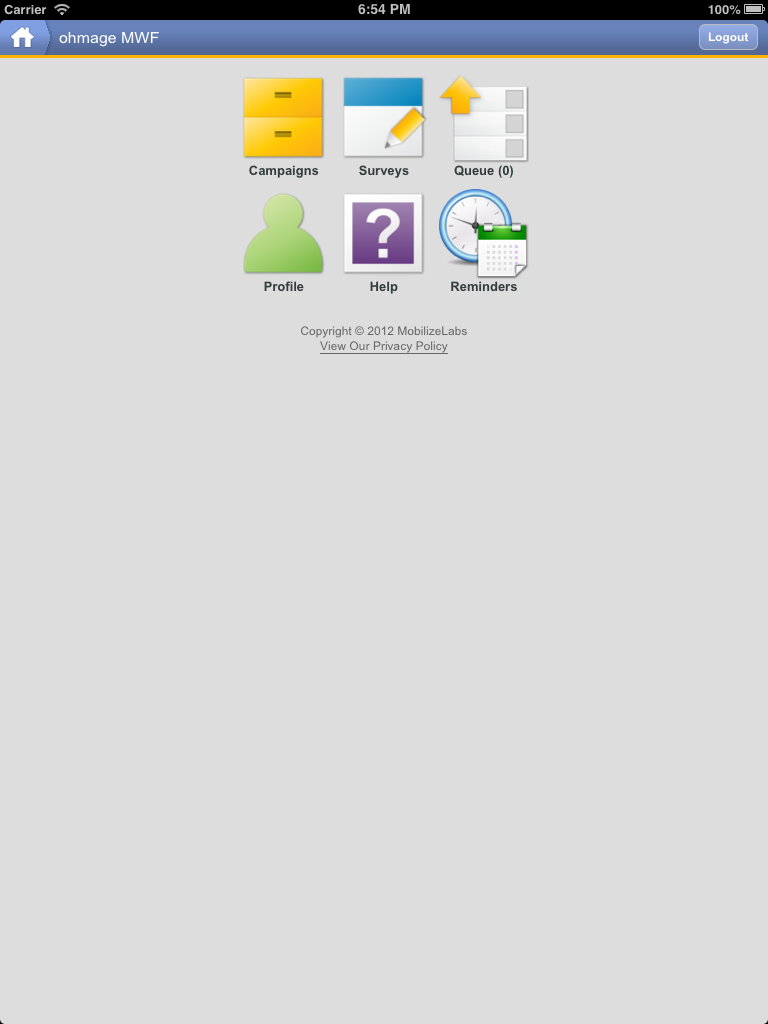 Carrier 6:54 PM 100%
ohmage MWF Logout
Campaigns Surveys Queue (0)
?
Profile Help Reminders
Copyright © 2012 MobilizeLabs
View Our Privacy Policy